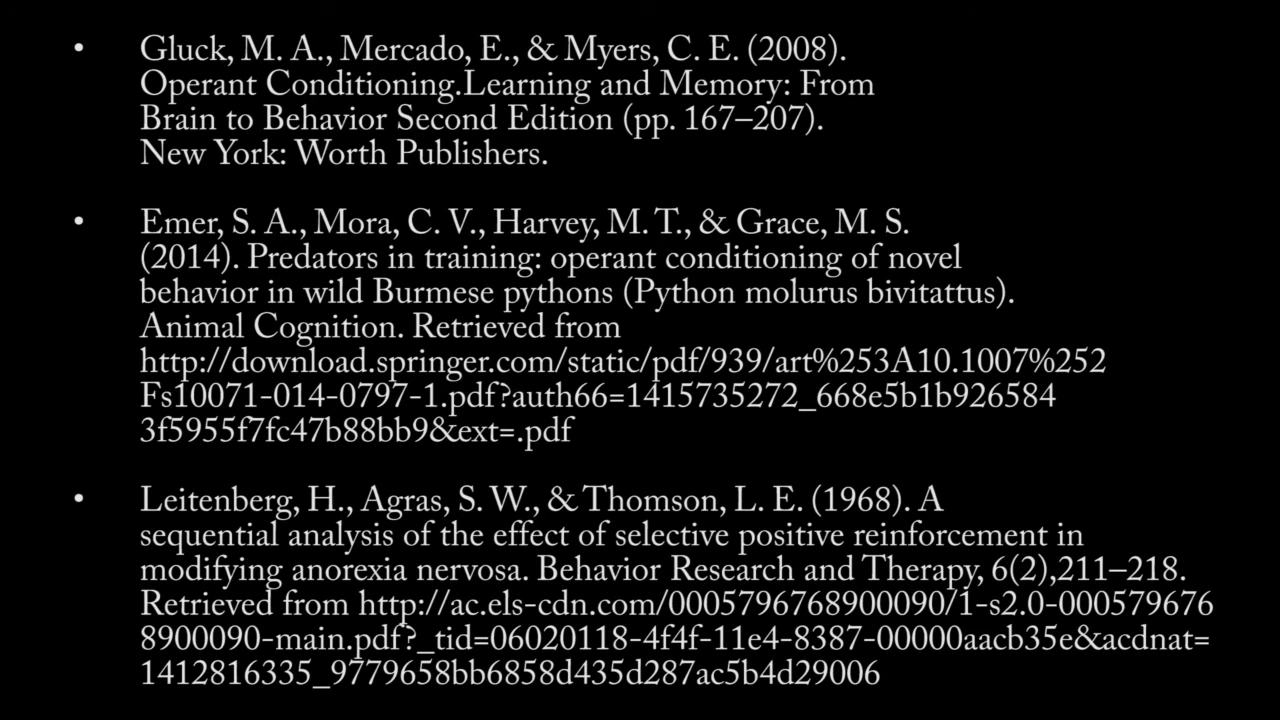 • Gluck, M. A., Mercado, E., & Myers, C. E. (2008).
Operant Conditioning.Learning and Memory: From
Brain to Behavior Second Edition (pp. 167–207).
New York: Worth Publishers.
• Emer, S. A., Mora, C. V., Harvey, M. T., & Grace, M. S.
(2014). Predators in training: operant conditioning of novel
behavior in wild Burmese pythons (Python molurus bivitattus).
Animal Cognition. Retrieved from
http://download.springer.com/static/pdf/939/art%253A10.1007%252
Fs10071-014-0797-1.pdf?auth66=1415735272_668e5b1b926584
3f5955f7fc47b88bb9&ext=.pdf
• Leitenberg, H., Agras, S. W., & Thomson, L. E. (1968). A
sequential analysis of the effect of selective positive reinforcement in
modifying anorexia nervosa. Behavior Research and Therapy, 6(2),211–218.
Retrieved from http://ac.els-cdn.com/0005796768900090/1-s2.0-000579676
8900090-main.pdf?_tid=06020118-4f4f-11e4-8387-00000aacb35e&acdnat=
1412816335_9779658bb6858d435d287ac5b4d29006